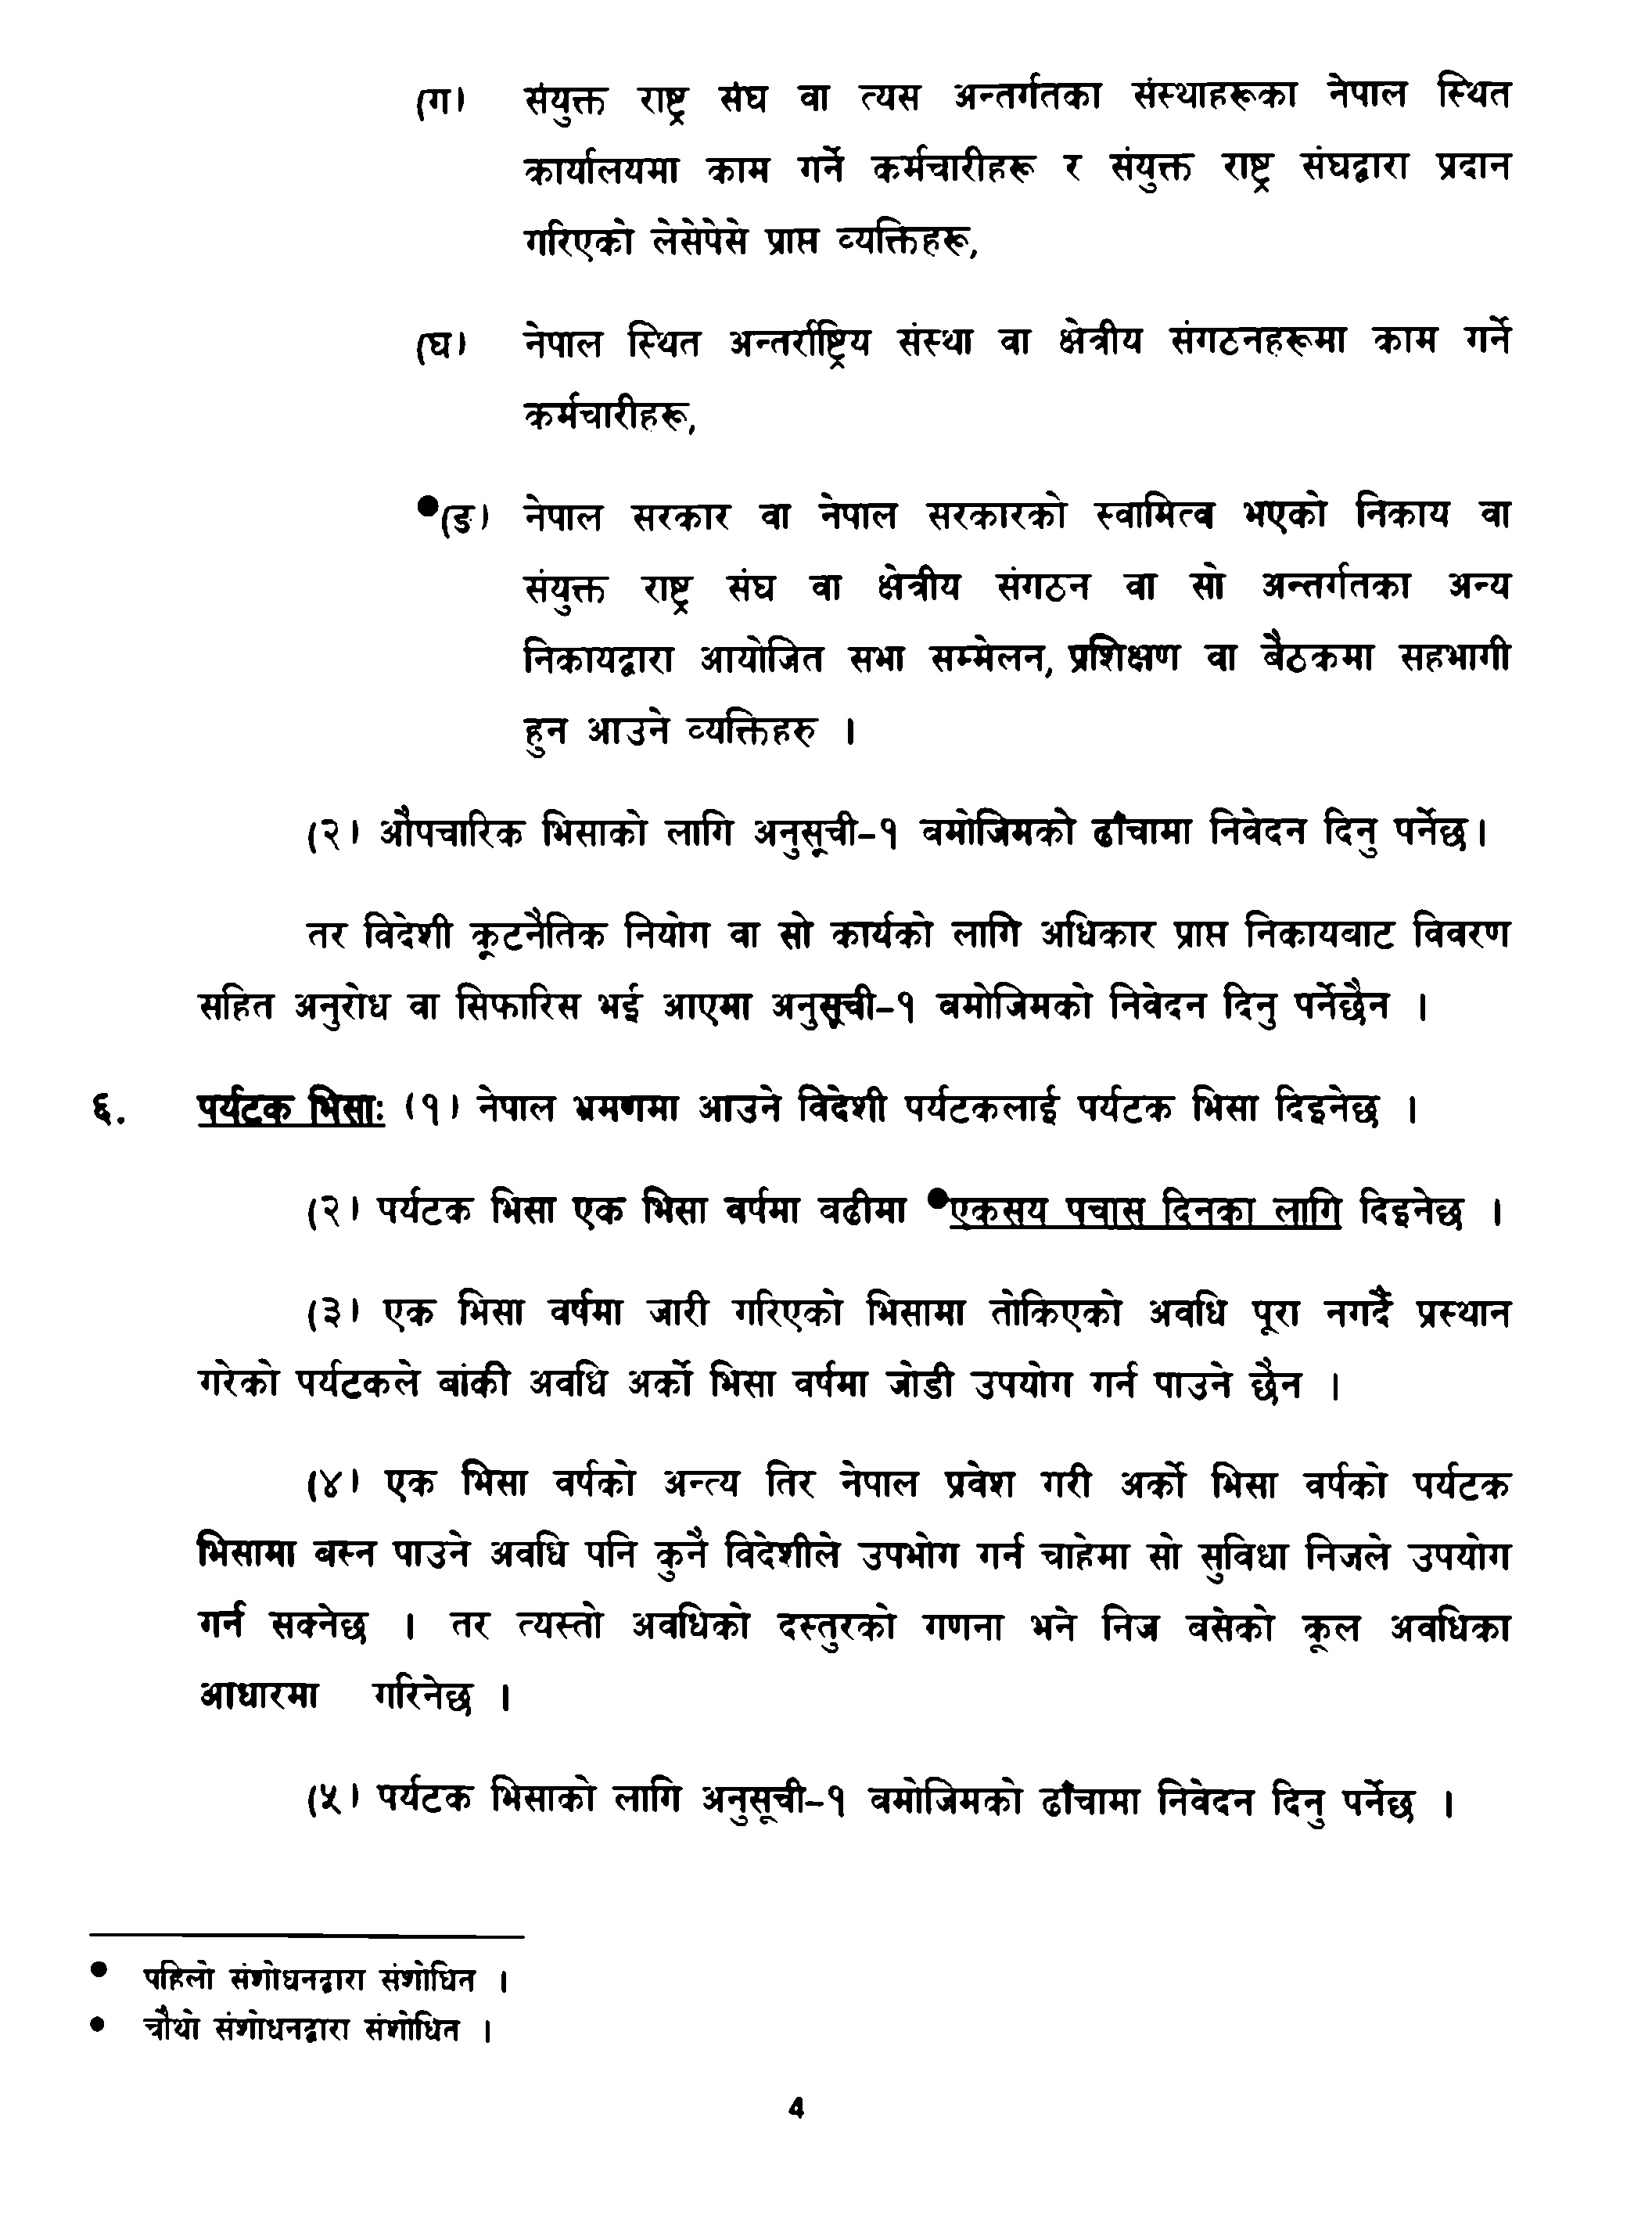 (ग) संयुक्त राष्ट्र संघ वा त्यस अन्तर्गतका संस्थाहरूका नेपाल स्थित
कार्यालयमा काम गर्ने कर्मचारीहरू र संयुक्त राष्ट्र संघद्वारा प्रदान
गरिएको लेसेपेसे प्राप्त व्यक्तिहरू,
(घ) नेपाल स्थित अन्तर्राष्ट्रिय संस्था वा क्षेत्रीय संगठनहरूमा काम गर्ने
कर्मचारीहरू,
●(ङ) नेपाल सरकार वा नेपाल सरकारको स्वामित्व भएको निकाय वा
संयुक्त राष्ट्र संघ वा क्षेत्रीय संगठन वा सो अन्तर्गतका अन्य
निकायद्वारा आयोजित सभा सम्मेलन, प्रशिक्षण वा बैठकमा सहभागी
हुन आउने व्यक्तिहरु ।
(२) औपचारिक भिसाको लागि अनुसूची-१ बमोजिमको ढाँचामा निवेदन दिनु पर्नेछ।
तर विदेशी कूटनैतिक नियोग वा सो कार्यको लागि अधिकार प्राप्त निकायबाट विवरण
सहित अनुरोध वा सिफारिस भई आएमा अनुसूची-१ बमोजिमको निवेदन दिनु पर्नेछैन ।
६. पर्यटक भिसाः (१) नेपाल भ्रमणमा आउने विदेशी पर्यटकलाई पर्यटक भिसा दिइनेछ ।
(२) पर्यटक भिसा एक भिसा वर्षमा बढीमा ●एकसय पचास दिनका लागि दिइनेछ ।
(३) एक भिसा वर्षमा जारी गरिएको भिसामा तोकिएको अवधि पूरा नगर्दै प्रस्थान
गरेको पर्यटकले बांकी अवधि अर्को भिसा वर्षमा जोडी उपयोग गर्न पाउने छैन ।
(४) एक भिसा वर्षको अन्त्य तिर नेपाल प्रवेश गरी अर्को भिसा वर्षको पर्यटक
भिसामा बस्न पाउने अवधि पनि कुनै विदेशीले उपभोग गर्न चाहेमा सो सुविधा निजले उपयोग
गर्न सक्नेछ । तर त्यस्तो अवधिको दस्तुरको गणना भने निज बसेको कूल अवधिका
आधारमा गरिनेछ ।
(५) पर्यटक भिसाको लागि अनुसूची-१ बमोजिमको ढाँचामा निवेदन दिनु पर्नेछ ।
● पहिलो संशोधनद्वारा संशोधित ।
● चौथो संशोधनद्वारा संशोधित ।
4